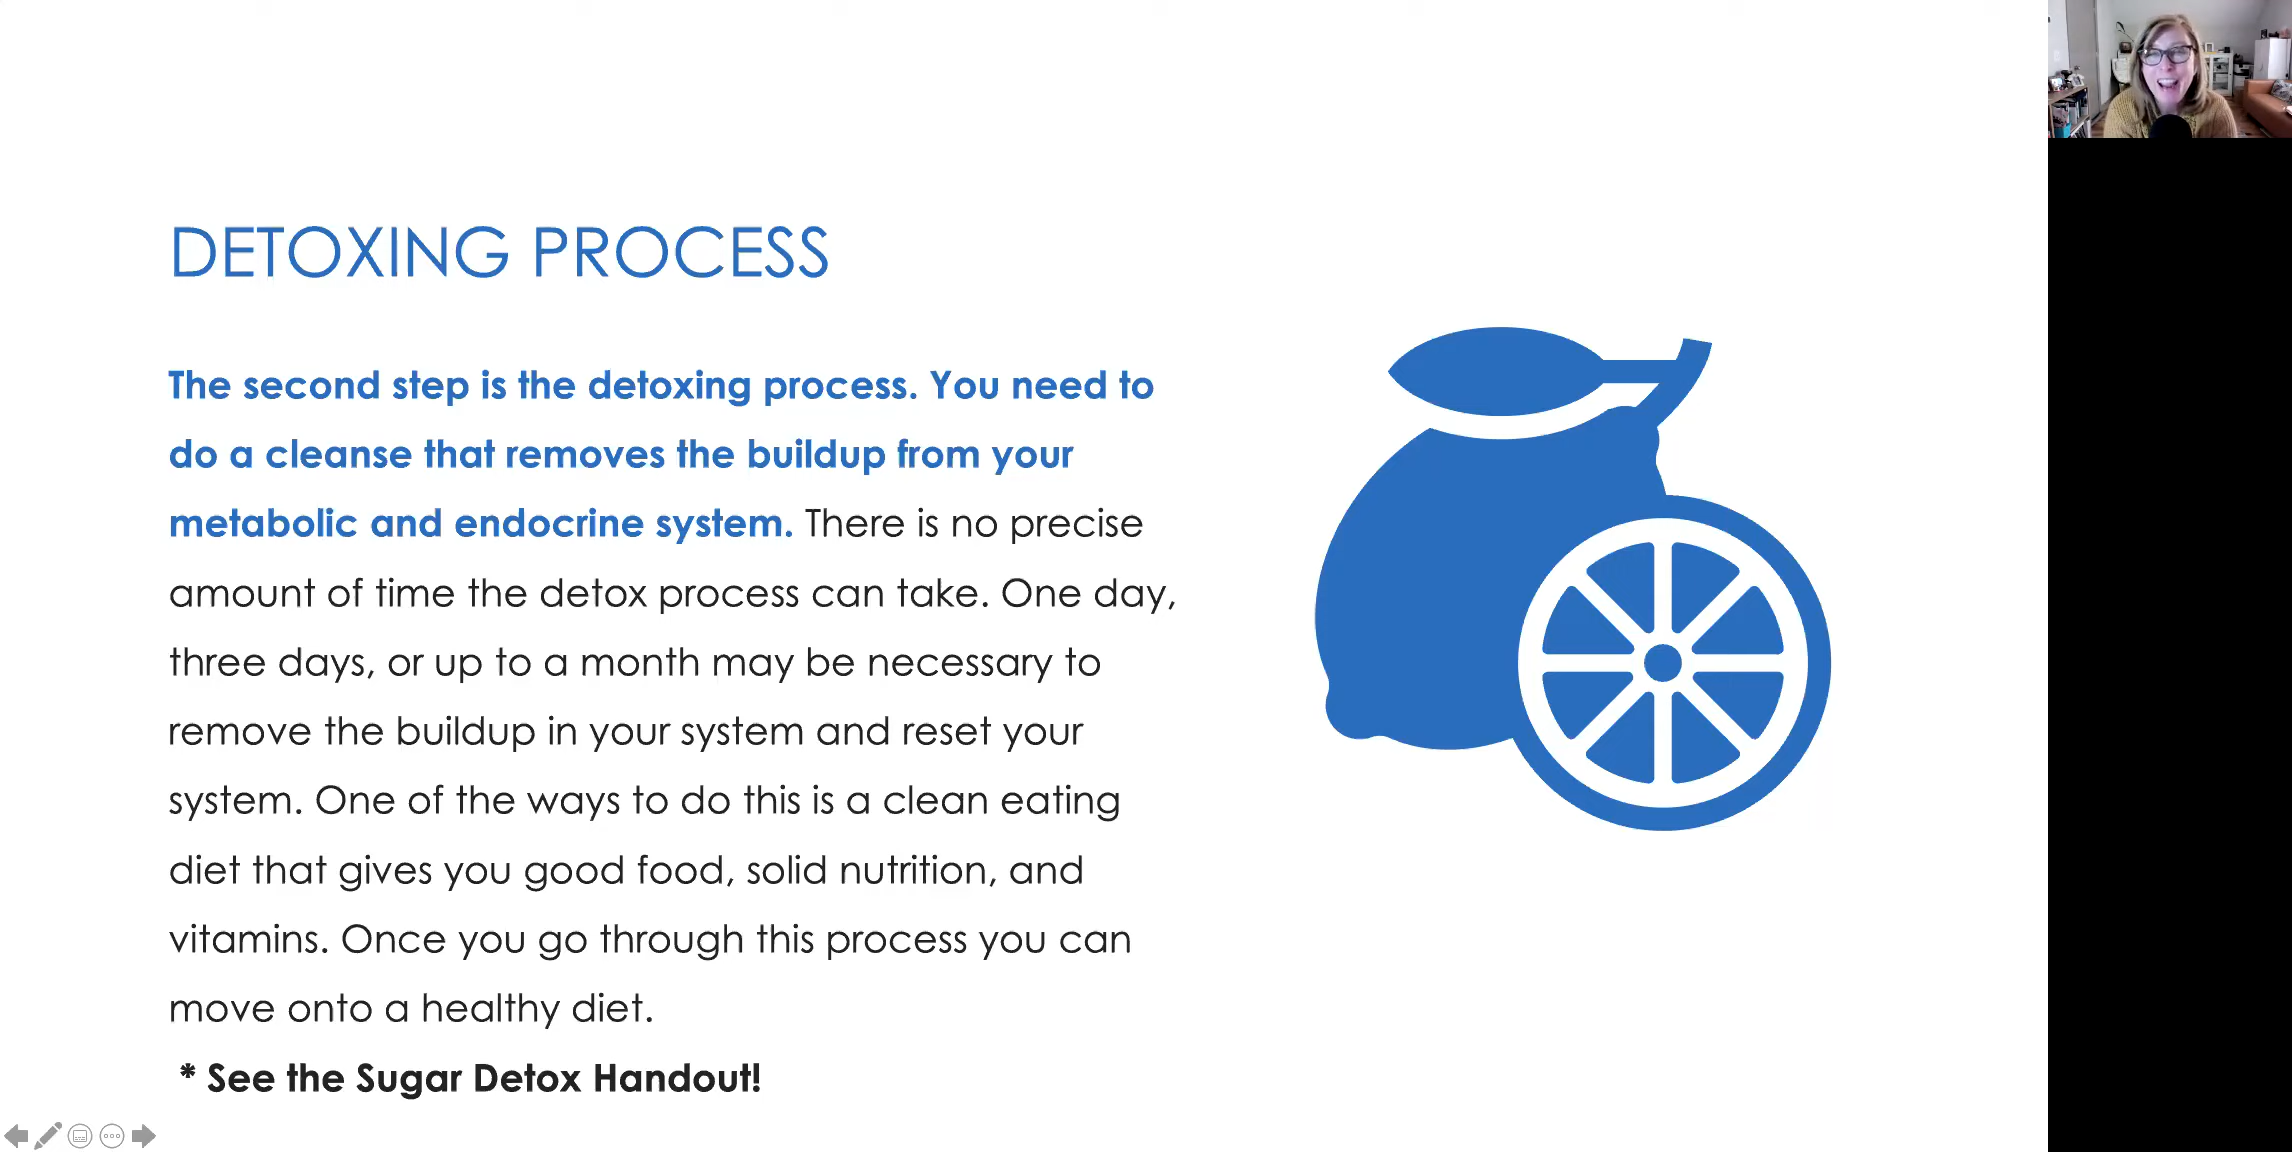 DETOXING PROCESS
The second step is the detoxing process. You need to
do a cleanse that removes the buildup from your
metabolic and endocrine system. There is no precise
amount of time the detox process can take. One day,
three days, or up to a month may be necessary to
remove the buildup in your system and reset your
system. One of the ways to do this is a clean eating
diet that gives you good food, solid nutrition, and
vitamins. Once you go through this process you can
move onto a healthy diet.
* See the Sugar Detox Handout!